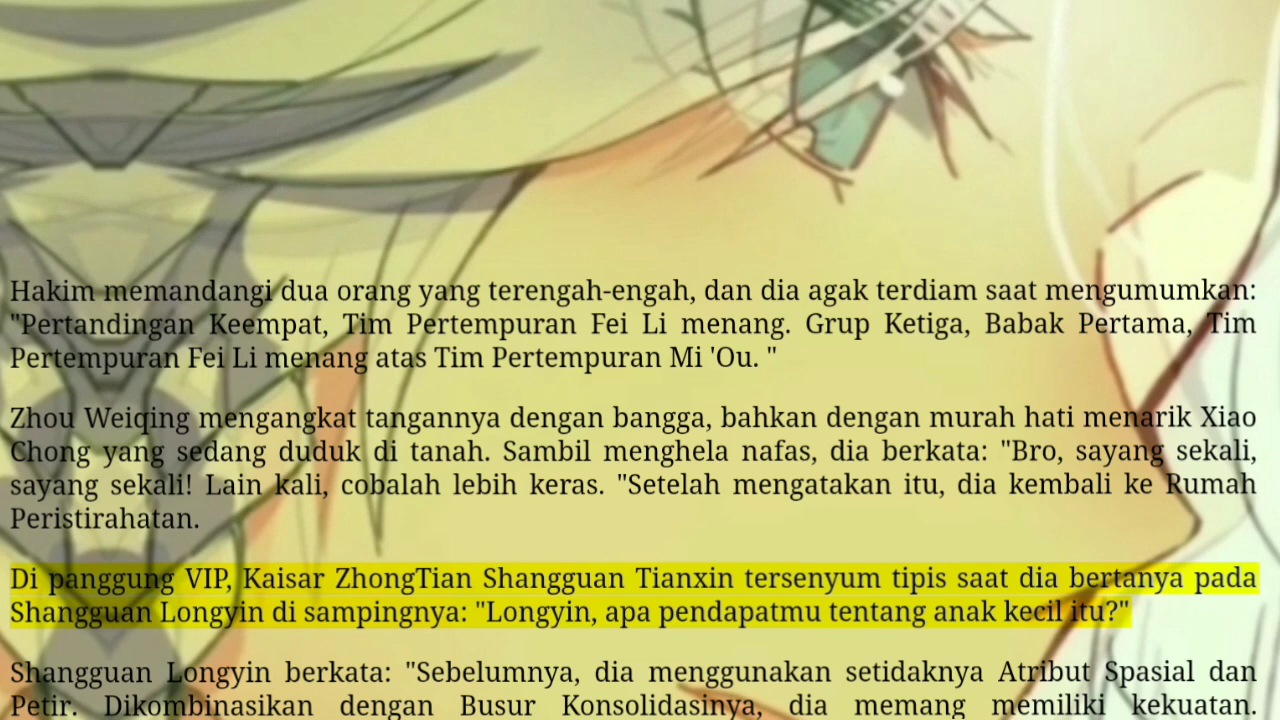 Hakim memandangi dua orang yang terengah-engah, dan dia agak terdiam saat mengumumkan:
"Pertandingan Keempat, Tim Pertempuran Fei Li menang. Grup Ketiga, Babak Pertama, Tim
Pertempuran Fei Li menang atas Tim Pertempuran Mi 'Ou. "
Zhou Weiqing mengangkat tangannya dengan bangga, bahkan dengan murah hati menarik Xiao
Chong yang sedang duduk di tanah. Sambil menghela nafas, dia berkata: "Bro, sayang sekali,
sayang sekali! Lain kali, cobalah lebih keras. "Setelah mengatakan itu, dia kembali ke Rumah
Peristirahatan.
Di panggung VIP, Kaisar ZhongTian Shangguan Tianxin tersenyum tipis saat dia bertanya pada
Shangguan Longyin di sampingnya: "Longyin, apa pendapatmu tentang anak kecil itu?"
Shangguan Longyin berkata: "Sebelumnya, dia menggunakan setidaknya Atribut Spasial dan
Petir. Dikombinasikan dengan Busur Konsolidasinya, dia memang memiliki kekuatan.